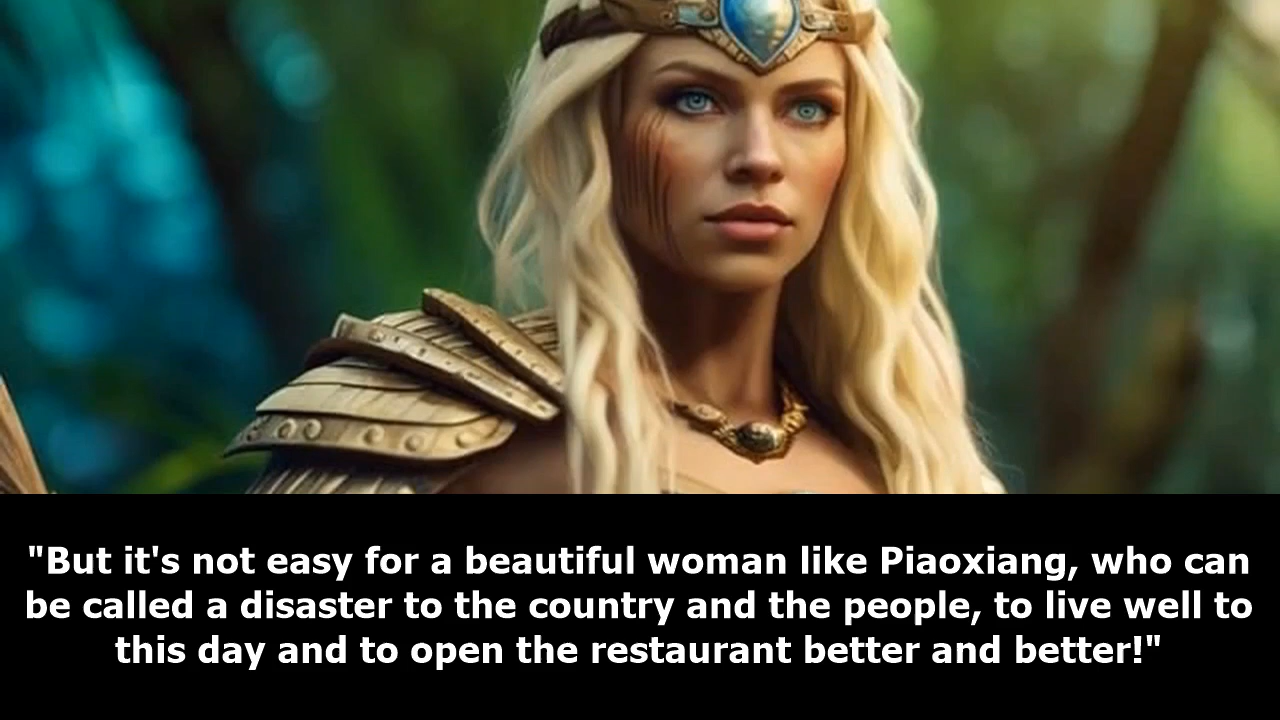 "But it's not easy for a beautiful woman like Piaoxiang, who can
be called a disaster to the country and the people, to live well to
this day and to open the restaurant better and better!"